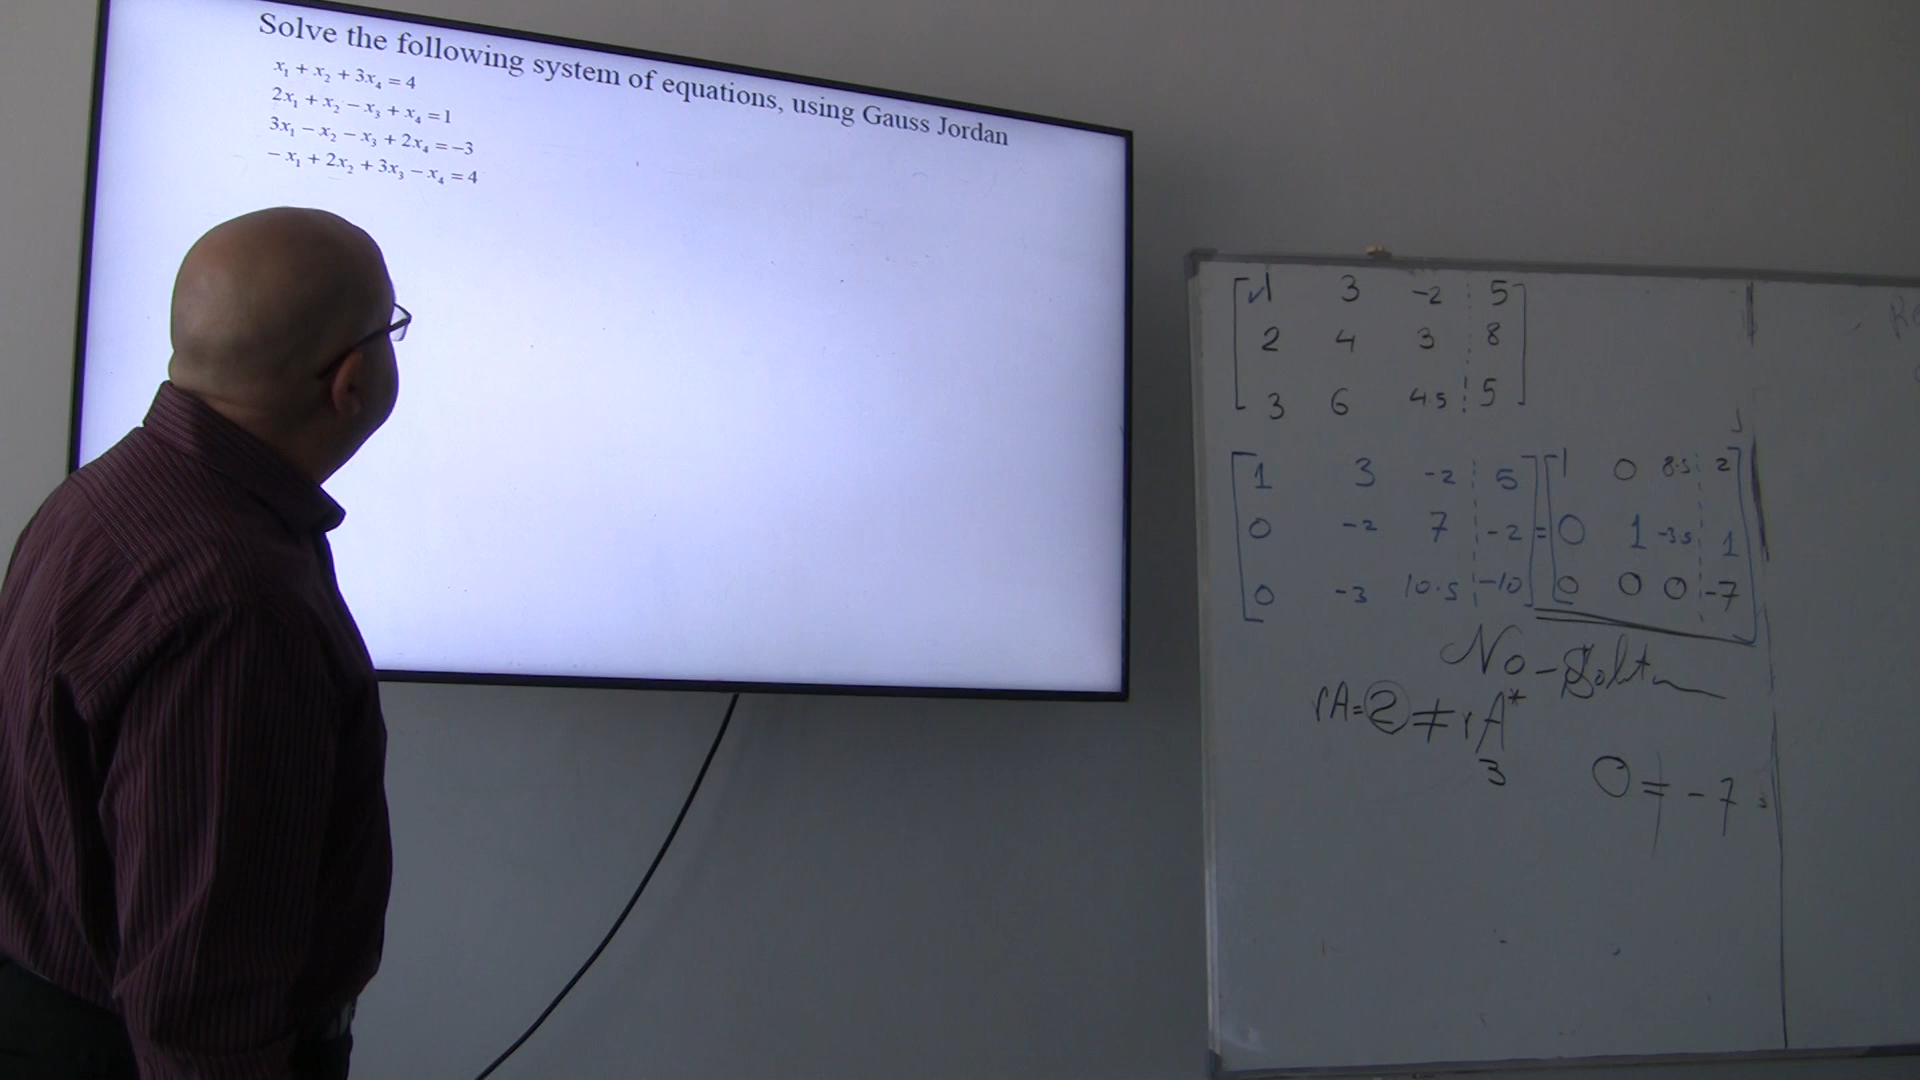 Solve the following system of equations, using Gauss Jordan
x₁ + x₂ + 3x₄ = 4
2x₁ + x₂ − x₃ + x₄ = 1
3x₁ − x₂ − x₃ + 2x₄ = −3
− x₁ + 2x₂ + 3x₃ − x₄ = 4
1 3 -2 5
2 4 3 8
3 6 4.5 5
1 3 -2 5 1 0 8.5 2
0 -2 7 -2 = 0 1 -3.5 1
0 -3 10.5 -10 0 0 0 -7
No-
rA=2≠rA*
3
0≠-7